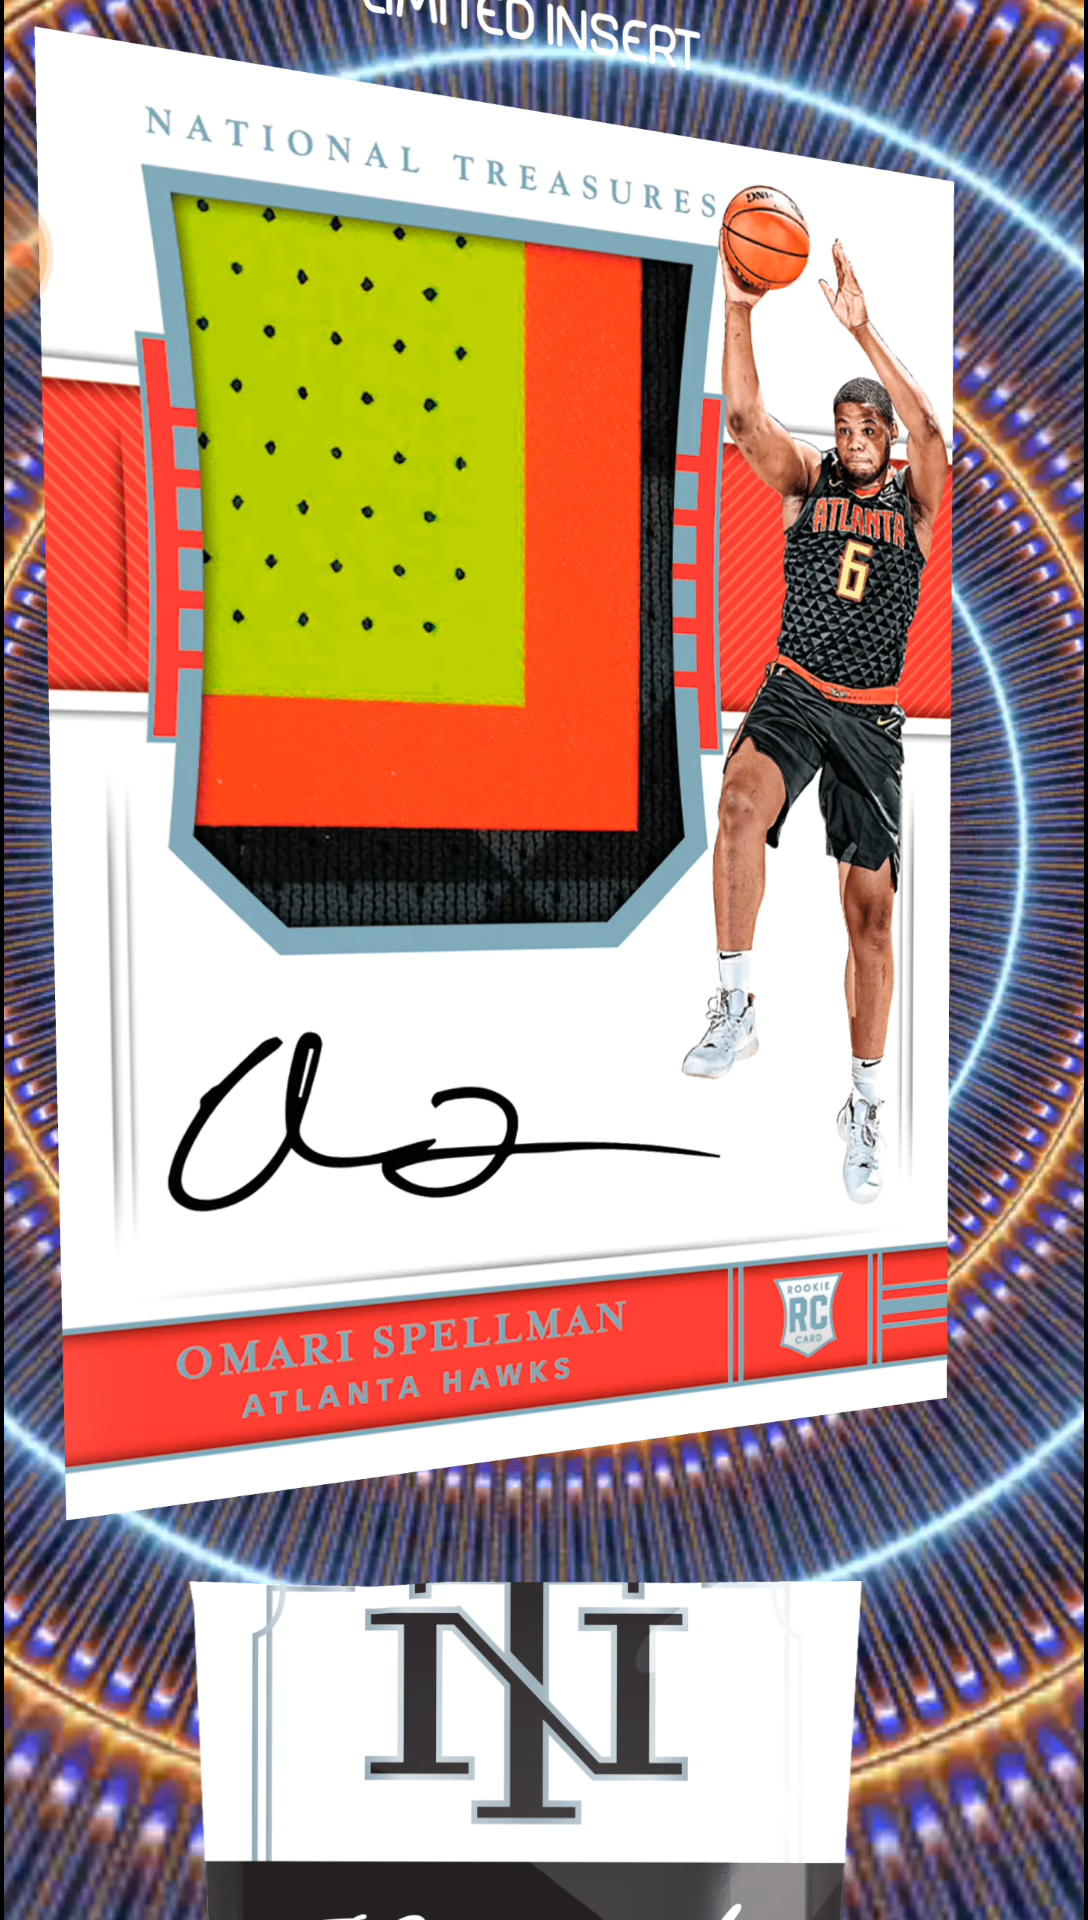 LIMITED INSERT
NATIONAL TREASURES
ATLANTA
6
OMARI SPELLMAN
ATLANTA HAWKS
ROOKIE
RC
CARD
NT